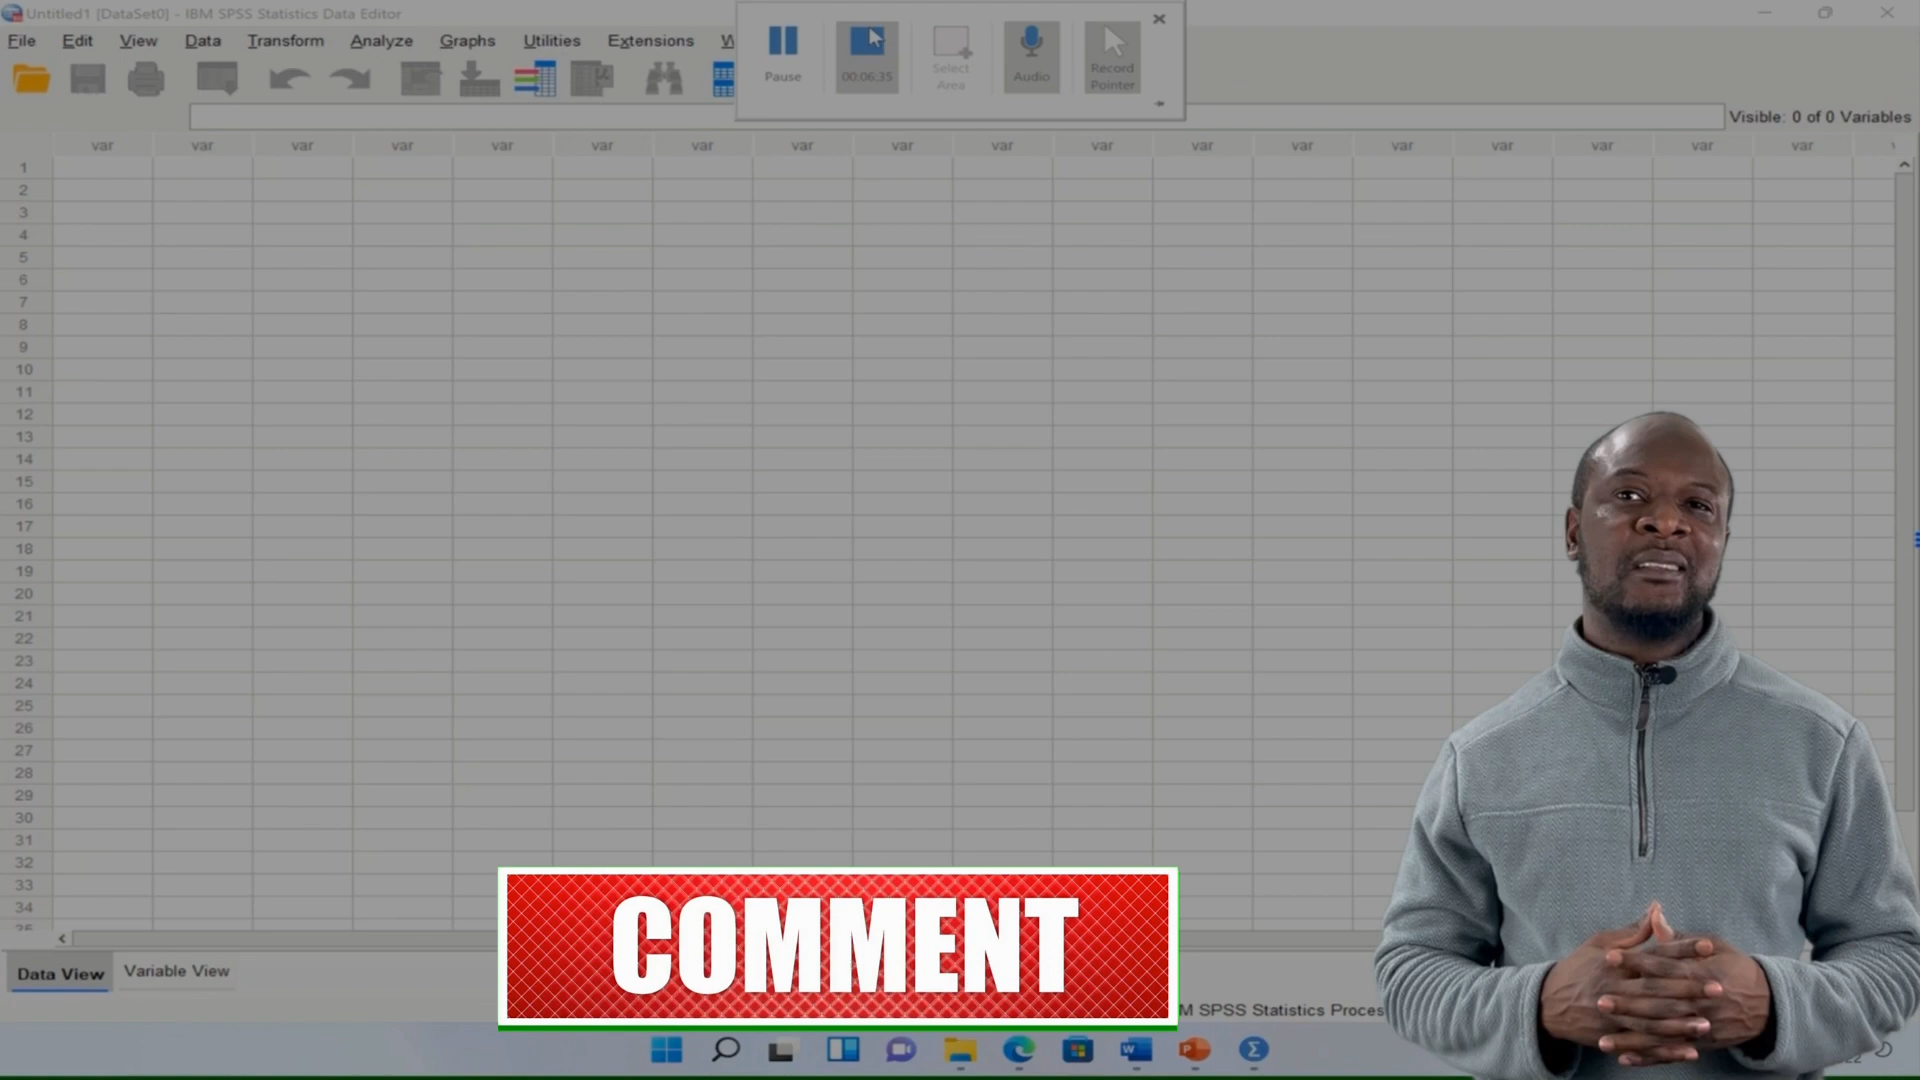 Untitled1 [DataSet0] - IBM SPSS Statistics Data Editor
File Edit View Data Transform Analyze Graphs Utilities Extensions W
Pause
00:06:35
Select
Area
Audio
Record
Pointer
Visible: 0 of 0 Variables
var var var var var var var var var var var var var var var var var var
1
2
3
4
5
6
7
8
9
10
11
12
13
14
15
16
17
18
19
20
21
22
23
24
25
26
27
28
29
30
31
32
33
34
COMMENT
Data View Variable View
M SPSS Statistics Proces